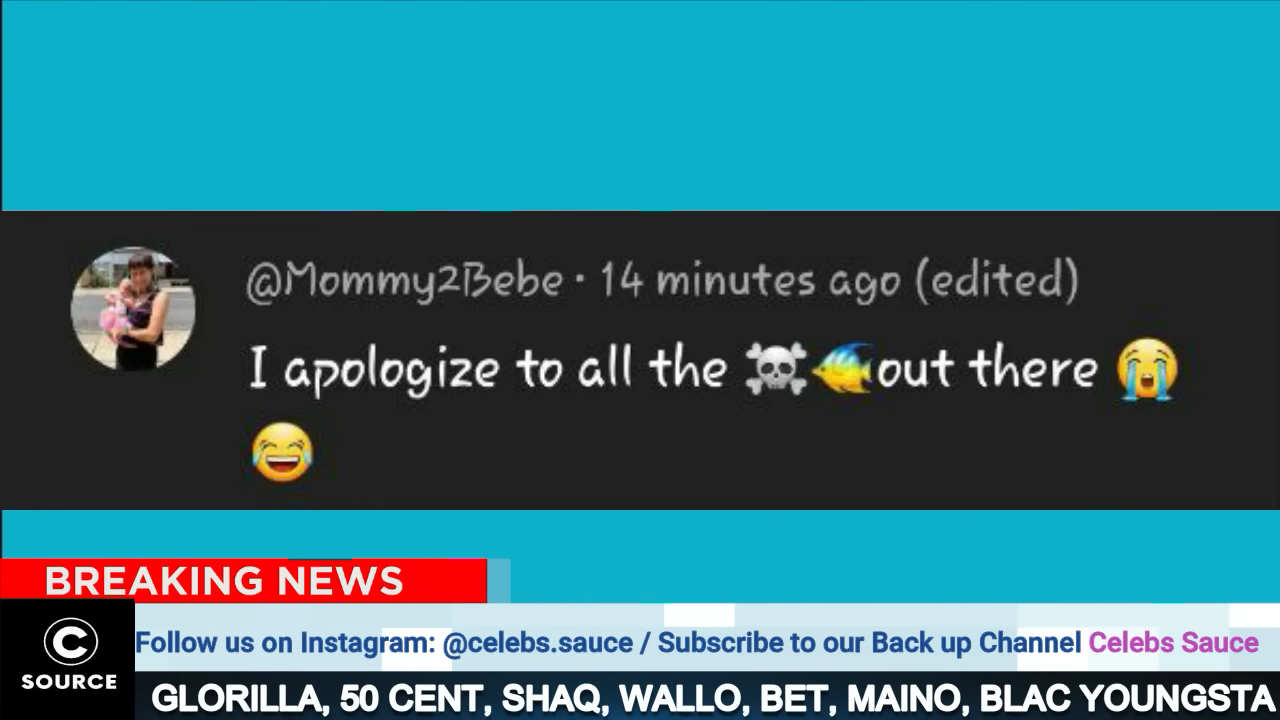 @Mommy2Bebe · 14 minutes ago (edited)
I apologize to all the ☠️🐠out there 😭
😂
BREAKING NEWS
C
SOURCE
Follow us on Instagram: @celebs.sauce / Subscribe to our Back up Channel Celebs Sauce
GLORILLA, 50 CENT, SHAQ, WALLO, BET, MAINO, BLAC YOUNGSTA